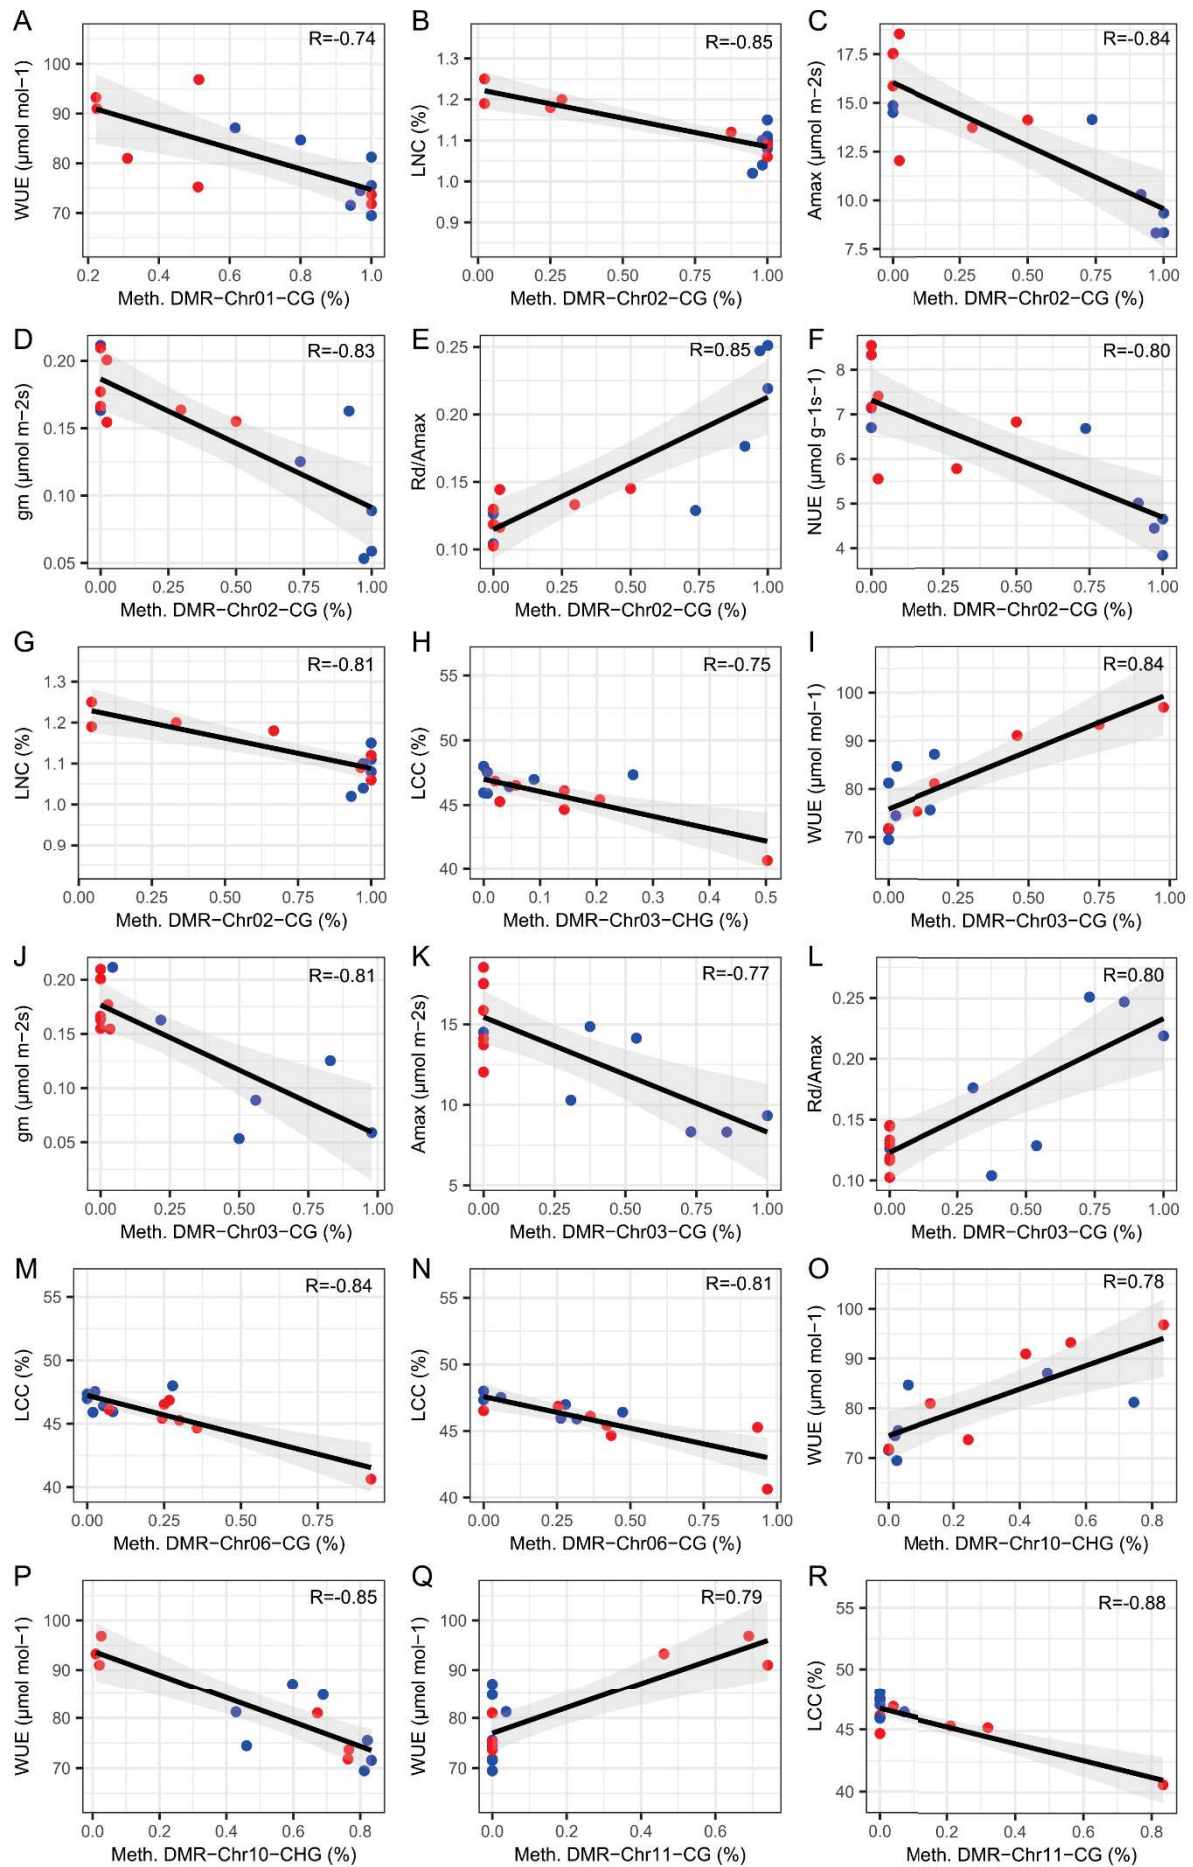 A
R=-0.74
WUE (μmol mol−1)
100
90
80
70
0.2 0.4 0.6 0.8 1.0
Meth. DMR−Chr01−CG (%)
B
R=-0.85
LNC (%)
1.3
1.2
1.1
1.0
0.9
0.00 0.25 0.50 0.75 1.00
Meth. DMR−Chr02−CG (%)
C
R=-0.84
Amax (μmol m−2s)
17.5
15.0
12.5
10.0
7.5
0.00 0.25 0.50 0.75 1.00
Meth. DMR−Chr02−CG (%)
D
R=-0.83
gm (μmol m−2s)
0.20
0.15
0.10
0.05
0.00 0.25 0.50 0.75 1.00
Meth. DMR−Chr02−CG (%)
E
R=0.85
Rd/Amax
0.25
0.20
0.15
0.10
0.00 0.25 0.50 0.75 1.00
Meth. DMR−Chr02−CG (%)
F
R=-0.80
NUE (μmol g−1s−1)
8
7
6
5
4
0.00 0.25 0.50 0.75 1.00
Meth. DMR−Chr02−CG (%)
G
R=-0.81
LNC (%)
1.3
1.2
1.1
1.0
0.9
0.00 0.25 0.50 0.75 1.00
Meth. DMR−Chr02−CG (%)
H
R=-0.75
LCC (%)
55
50
45
40
0.00 0.1 0.2 0.3 0.4 0.5
Meth. DMR−Chr03−CHG (%)
I
R=0.84
WUE (μmol mol−1)
100
90
80
70
0.00 0.25 0.50 0.75 1.00
Meth. DMR−Chr03−CG (%)
J
R=-0.81
gm (μmol m−2s)
0.20
0.15
0.10
0.05
0.00 0.25 0.50 0.75 1.00
Meth. DMR−Chr03−CG (%)
K
R=-0.77
Amax (μmol m−2s)
15
10
5
0.00 0.25 0.50 0.75 1.00
Meth. DMR−Chr03−CG (%)
L
R=0.80
Rd/Amax
0.25
0.20
0.15
0.10
0.00 0.25 0.50 0.75 1.00
Meth. DMR−Chr03−CG (%)
M
R=-0.84
LCC (%)
55
50
45
40
0.00 0.25 0.50 0.75
Meth. DMR−Chr06−CG (%)
N
R=-0.81
LCC (%)
55
50
45
40
0.00 0.25 0.50 0.75 1.00
Meth. DMR−Chr06−CG (%)
O
R=0.78
WUE (μmol mol−1)
100
90
80
70
0.0 0.2 0.4 0.6 0.8
Meth. DMR−Chr10−CHG (%)
P
R=-0.85
WUE (μmol mol−1)
100
90
80
70
0.0 0.2 0.4 0.6 0.8
Meth. DMR−Chr10−CHG (%)
Q
R=0.79
WUE (μmol mol−1)
100
90
80
70
0.0 0.2 0.4 0.6
Meth. DMR−Chr11−CG (%)
R
R=-0.88
LCC (%)
55
50
45
40
0.0 0.2 0.4 0.6 0.8
Meth. DMR−Chr11−CG (%)